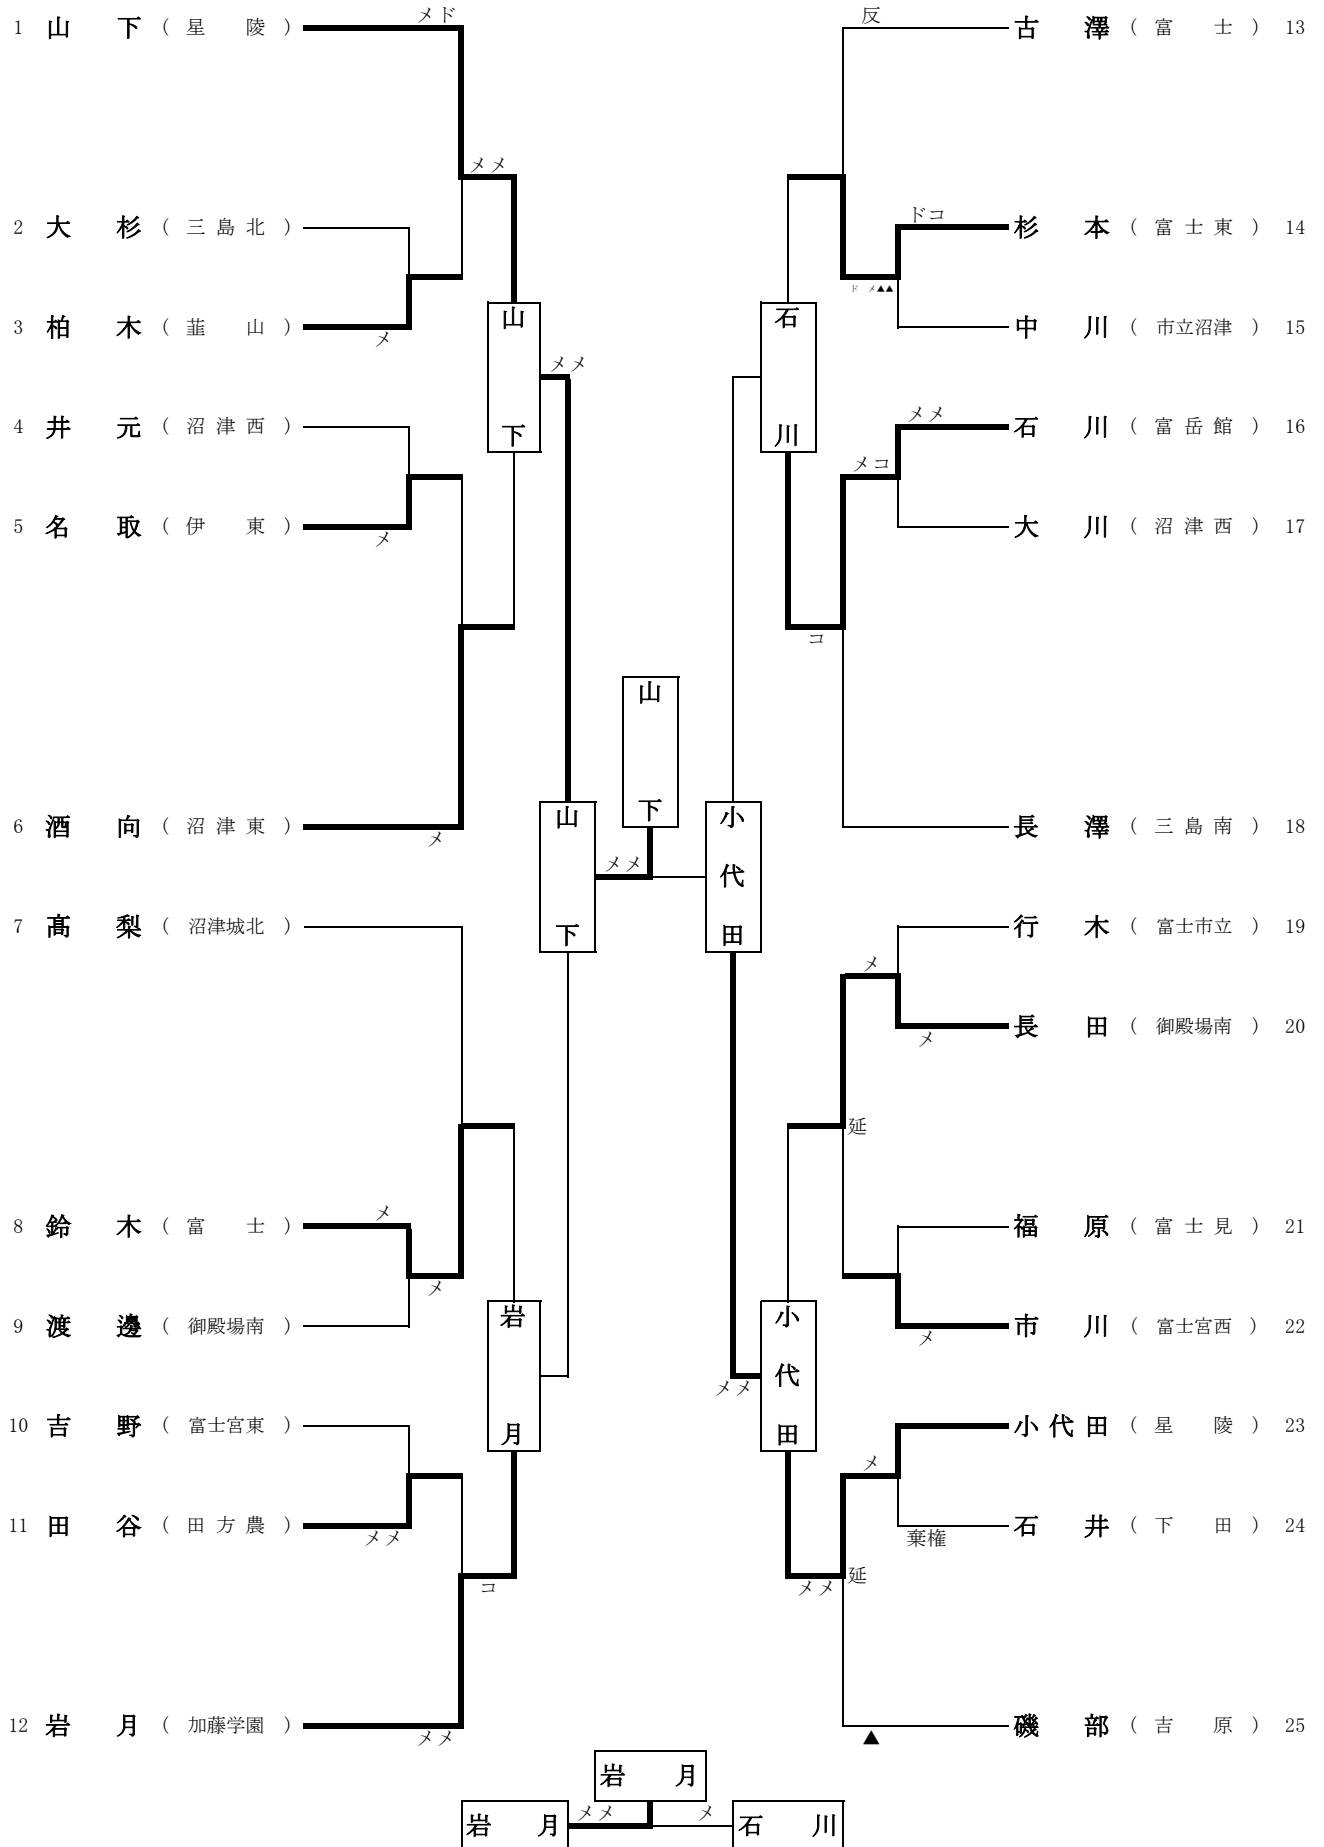 メド
反
1 山下 （ 星陵 ）
古澤 （ 富士 ） 13
メメ
ドコ
2 大杉 （ 三島北 ）
杉本 （ 富士東 ） 14
ド メ▲▲
3 柏木 （ 韮山 ）
メ
山下
石川
中川 （ 市立沼津 ） 15
メメ
メメ
4 井元 （ 沼津西 ）
石川 （ 富岳館 ） 16
メコ
5 名取 （ 伊東 ）
メ
大川 （ 沼津西 ） 17
コ
山下
6 酒向 （ 沼津東 ）
メ
山下
小代田
長澤 （ 三島南 ） 18
メメ
7 髙梨 （ 沼津城北 ）
行木 （ 富士市立 ） 19
メ
長田 （ 御殿場南 ） 20
メ
延
メ
8 鈴木 （ 富士 ）
福原 （ 富士見 ） 21
メ
9 渡邊 （ 御殿場南 ）
岩月
小代田
市川 （ 富士宮西 ） 22
メ
メメ
10 吉野 （ 富士宮東 ）
小代田 （ 星陵 ） 23
メ
11 田谷 （ 田方農 ）
メメ
石井 （ 下田 ） 24
棄権
コ
メメ
延
12 岩月 （ 加藤学園 ）
メメ
磯部 （ 吉原 ） 25
▲
岩月
岩月 メメ メ 石川